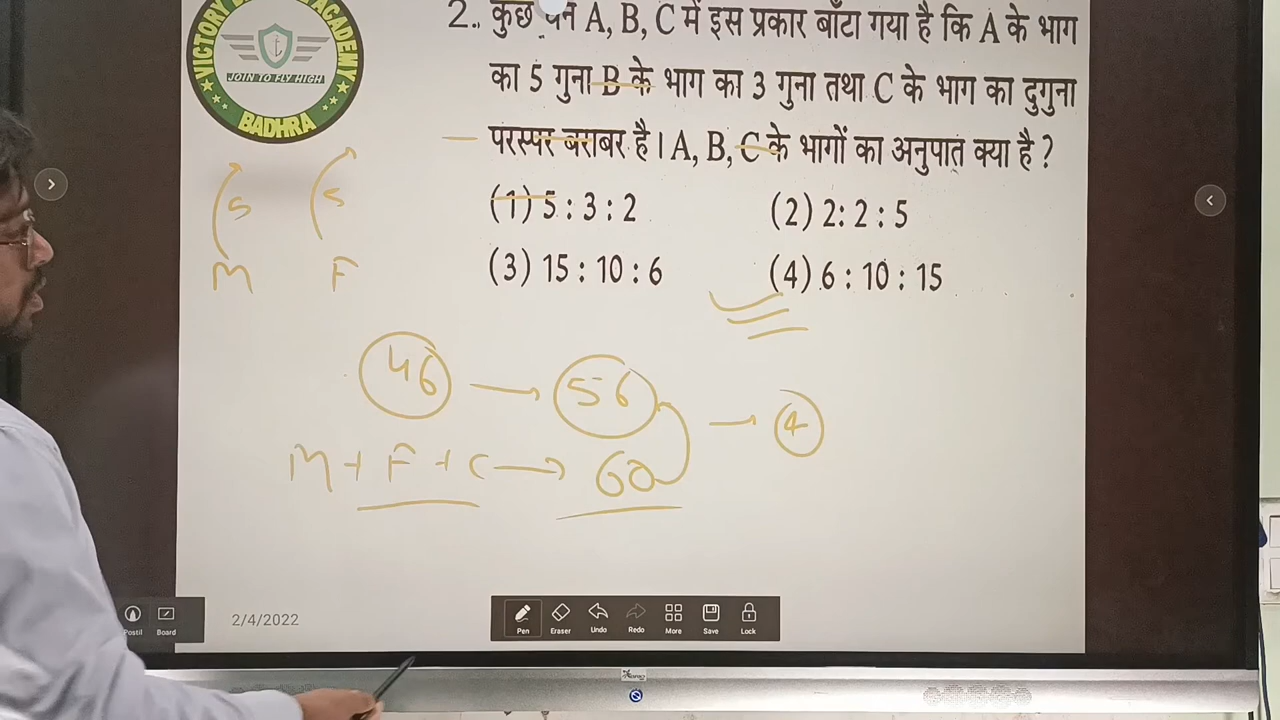 VICTORY ACADEMY
JOIN TO FLY HIGH
BADHRA
2. कुछ धन A, B, C में इस प्रकार बाँटा गया है कि A के भाग
का 5 गुना B के भाग का 3 गुना तथा C के भाग का दुगुना
परस्पर बराबर है। A, B, C के भागों का अनुपात क्या है ?
(1) 5 : 3 : 2
(2) 2: 2 : 5
(3) 15 : 10 : 6
(4) 6 : 10 : 15
5 5
M F
46 56 4
M + F + C 60
2/4/2022
Postil Board
Pen Eraser Undo Redo More Save Lock